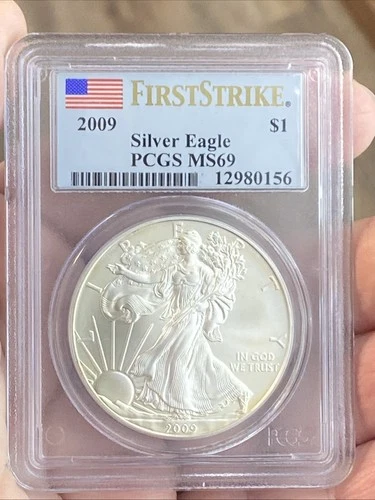 FIRSTSTRIKE®
2009 $1
Silver Eagle
PCGS MS69
12980156
LIBERTY
IN GOD
WE TRUST
2009
PCGS